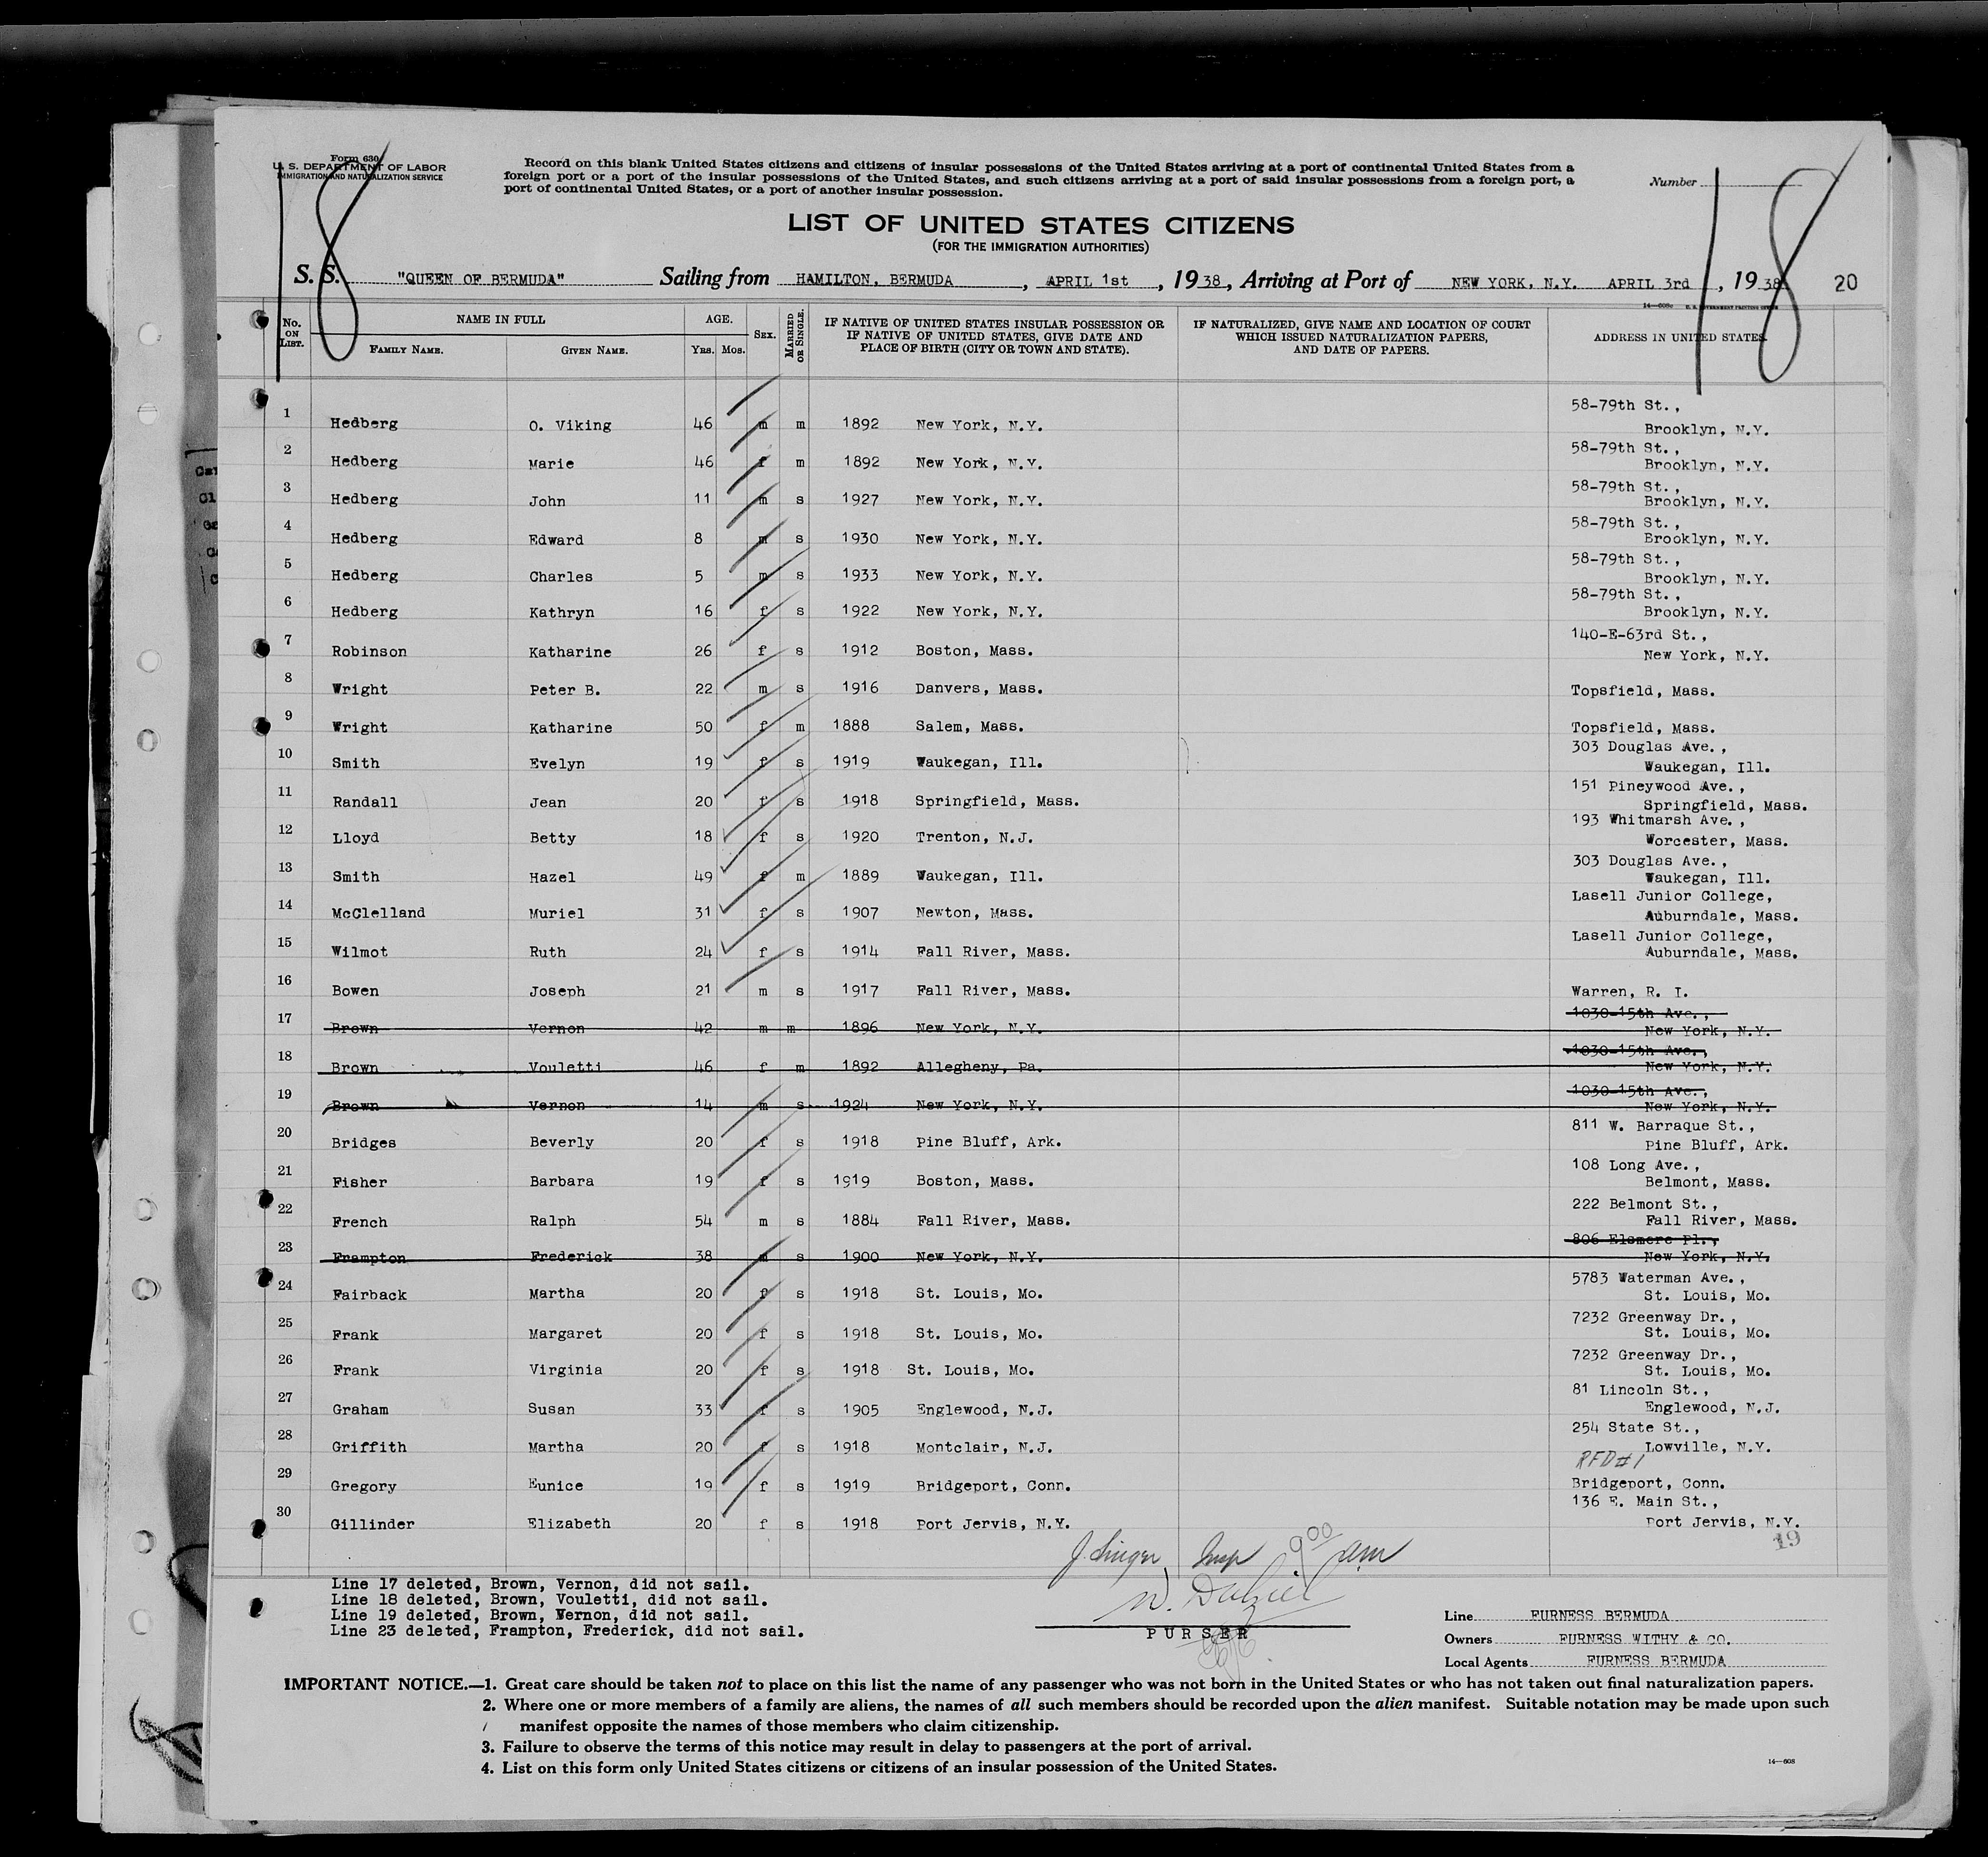 Form 630
U. S. DEPARTMENT OF LABOR
IMMIGRATION AND NATURALIZATION SERVICE
18
Record on this blank United States citizens and citizens of insular possessions of the United States arriving at a port of continental United States from a
foreign port or a port of the insular possessions of the United States, and such citizens arriving at a port of said insular possessions from a foreign port, a
port of continental United States, or a port of another insular possession.
Number
18
LIST OF UNITED STATES CITIZENS
(FOR THE IMMIGRATION AUTHORITIES)
S. S. "QUEEN OF BERMUDA" Sailing from HAMILTON, BERMUDA, APRIL 1st, 1938, Arriving at Port of NEW YORK, N.Y. APRIL 3rd, 1938 20
No. ON LIST. NAME IN FULL FAMILY NAME. GIVEN NAME. AGE. YRS. MOS. SEX. MARRIED OR SINGLE. IF NATIVE OF UNITED STATES INSULAR POSSESSION OR IF NATIVE OF UNITED STATES, GIVE DATE AND PLACE OF BIRTH (CITY OR TOWN AND STATE). IF NATURALIZED, GIVE NAME AND LOCATION OF COURT WHICH ISSUED NATURALIZATION PAPERS, AND DATE OF PAPERS. ADDRESS IN UNITED STATES.
1 Hedberg O. Viking 46 m m 1892 New York, N.Y. 58-79th St., Brooklyn, N.Y.
2 Hedberg Marie 46 f m 1892 New York, N.Y. 58-79th St., Brooklyn, N.Y.
3 Hedberg John 11 m s 1927 New York, N.Y. 58-79th St., Brooklyn, N.Y.
4 Hedberg Edward 8 m s 1930 New York, N.Y. 58-79th St., Brooklyn, N.Y.
5 Hedberg Charles 5 m s 1933 New York, N.Y. 58-79th St., Brooklyn, N.Y.
6 Hedberg Kathryn 16 f s 1922 New York, N.Y. 58-79th St., Brooklyn, N.Y.
7 Robinson Katharine 26 f s 1912 Boston, Mass. 140-E-63rd St., New York, N.Y.
8 Wright Peter B. 22 m s 1916 Danvers, Mass. Topsfield, Mass.
9 Wright Katharine 50 f m 1888 Salem, Mass. Topsfield, Mass.
10 Smith Evelyn 19 f s 1919 Waukegan, Ill. 303 Douglas Ave., Waukegan, Ill.
11 Randall Jean 20 f s 1918 Springfield, Mass. 151 Pineywood Ave., Springfield, Mass.
12 Lloyd Betty 18 f s 1920 Trenton, N.J. 193 Whitmarsh Ave., Worcester, Mass.
13 Smith Hazel 49 f m 1889 Waukegan, Ill. 303 Douglas Ave., Waukegan, Ill.
14 McClelland Muriel 31 f s 1907 Newton, Mass. Lasell Junior College, Auburndale, Mass.
15 Wilmot Ruth 24 f s 1914 Fall River, Mass. Lasell Junior College, Auburndale, Mass.
16 Bowen Joseph 21 m s 1917 Fall River, Mass. Warren, R. I.
17 Brown Vernon 42 m m 1896 New York, N.Y. 1030-15th Ave., New York, N.Y.
18 Brown Vouletti 46 f m 1892 Allegheny, Pa. 1030-15th Ave., New York, N.Y.
19 Brown Vernon 14 m s 1924 New York, N.Y. 1030-15th Ave., New York, N.Y.
20 Bridges Beverly 20 f s 1918 Pine Bluff, Ark. 811 W. Barraque St., Pine Bluff, Ark.
21 Fisher Barbara 19 f s 1919 Boston, Mass. 108 Long Ave., Belmont, Mass.
22 French Ralph 54 m s 1884 Fall River, Mass. 222 Belmont St., Fall River, Mass.
23 Frampton Frederick 38 m s 1900 New York, N.Y. 806 Elsmere Pl., New York, N.Y.
24 Fairback Martha 20 f s 1918 St. Louis, Mo. 5783 Waterman Ave., St. Louis, Mo.
25 Frank Margaret 20 f s 1918 St. Louis, Mo. 7232 Greenway Dr., St. Louis, Mo.
26 Frank Virginia 20 f s 1918 St. Louis, Mo. 7232 Greenway Dr., St. Louis, Mo.
27 Graham Susan 33 f s 1905 Englewood, N.J. 81 Lincoln St., Englewood, N.J.
28 Griffith Martha 20 f s 1918 Montclair, N.J. 254 State St., Lowville, N.Y.
29 Gregory Eunice 19 f s 1919 Bridgeport, Conn. RFD#1 Bridgeport, Conn.
30 Gillinder Elizabeth 20 f s 1918 Port Jervis, N.Y. 136 E. Main St., Port Jervis, N.Y.
19
J. Singer Insp 9 00 am
Line 17 deleted, Brown, Vernon, did not sail.
Line 18 deleted, Brown, Vouletti, did not sail.
Line 19 deleted, Brown, Vernon, did not sail.
Line 23 deleted, Frampton, Frederick, did not sail.
PURSER
Line FURNESS BERMUDA
Owners FURNESS WITHY & CO.
Local Agents FURNESS BERMUDA
IMPORTANT NOTICE.—1. Great care should be taken not to place on this list the name of any passenger who was not born in the United States or who has not taken out final naturalization papers.
2. Where one or more members of a family are aliens, the names of all such members should be recorded upon the alien manifest. Suitable notation may be made upon such
manifest opposite the names of those members who claim citizenship.
3. Failure to observe the terms of this notice may result in delay to passengers at the port of arrival.
4. List on this form only United States citizens or citizens of an insular possession of the United States.
14—608